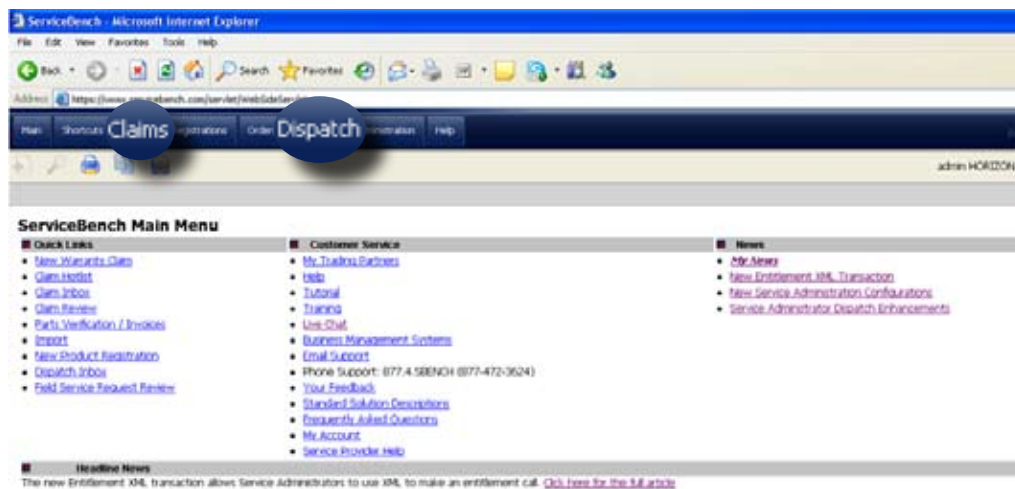 ServiceBench - Microsoft Internet Explorer
File Edit View Favorites Tools Help
Back Search Favorites
Address https://www.servicebench.com/servlet/
Main Shortcuts Claims Registrations Order Dispatch Administration Help
admin HORIZON
ServiceBench Main Menu
Quick Links
New Warranty Claim
Claim Hotlist
Claim Inbox
Claim Review
Parts Verification / Invoices
Import
New Product Registration
Dispatch Inbox
Field Service Request Review
Customer Service
My Trading Partners
Help
Tutorial
Training
Live Chat
Business Management Systems
Email Support
Phone Support: 877.4.SBENCH (877-472-3624)
Your Feedback
Standard Solution Descriptions
Frequently Asked Questions
My Account
Service Provider Help
News
My News
New Entitlement XML Transaction
New Service Administration Configurations
Service Administrator Dispatch Enhancements
Headline News
The new Entitlement XML transaction allows Service Administrators to use XML to make an entitlement call. Click here for the full article